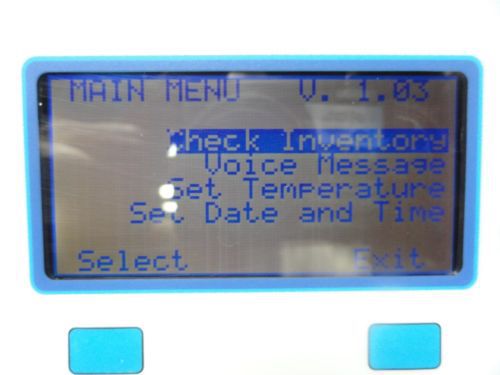 MAIN MENU V. 1.03
Check Inventory
Voice Message
Set Temperature
Set Date and Time
Select Exit